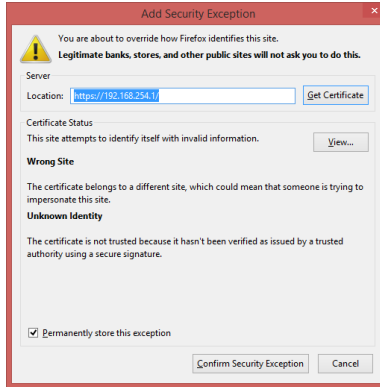 Add Security Exception
You are about to override how Firefox identifies this site.
Legitimate banks, stores, and other public sites will not ask you to do this.
Server
Location: https://192.168.254.1/ Get Certificate
Certificate Status
This site attempts to identify itself with invalid information. View...
Wrong Site
The certificate belongs to a different site, which could mean that someone is trying to
impersonate this site.
Unknown Identity
The certificate is not trusted because it hasn't been verified as issued by a trusted
authority using a secure signature.
Permanently store this exception
Confirm Security Exception Cancel